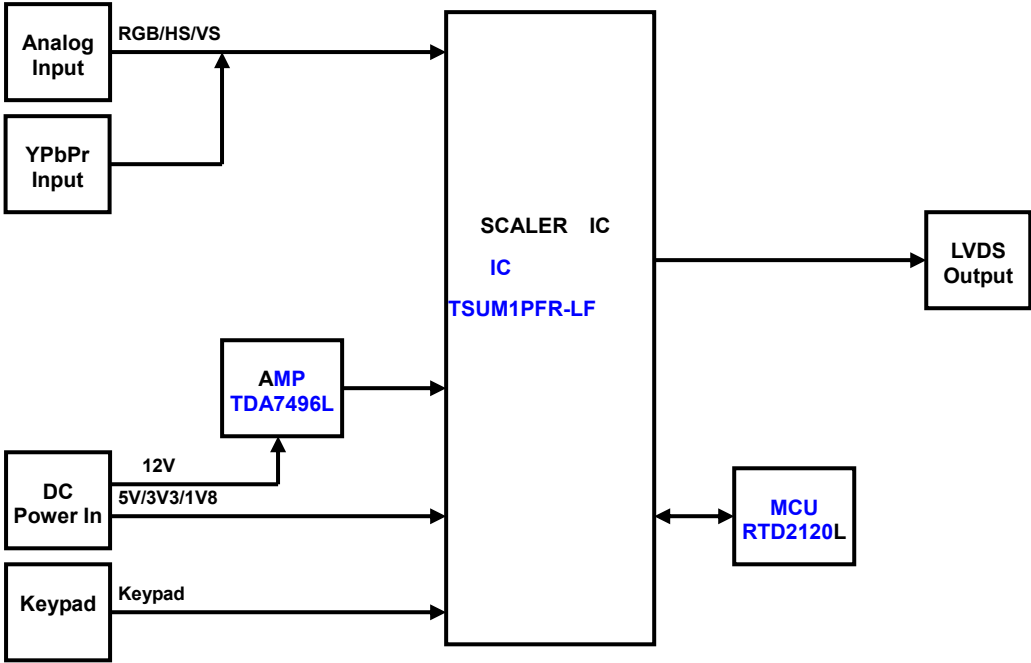 Analog
Input
RGB/HS/VS
YPbPr
Input
SCALER IC
IC
TSUM1PFR-LF
LVDS
Output
AMP
TDA7496L
DC
Power In
12V
5V/3V3/1V8
MCU
RTD2120L
Keypad
Keypad